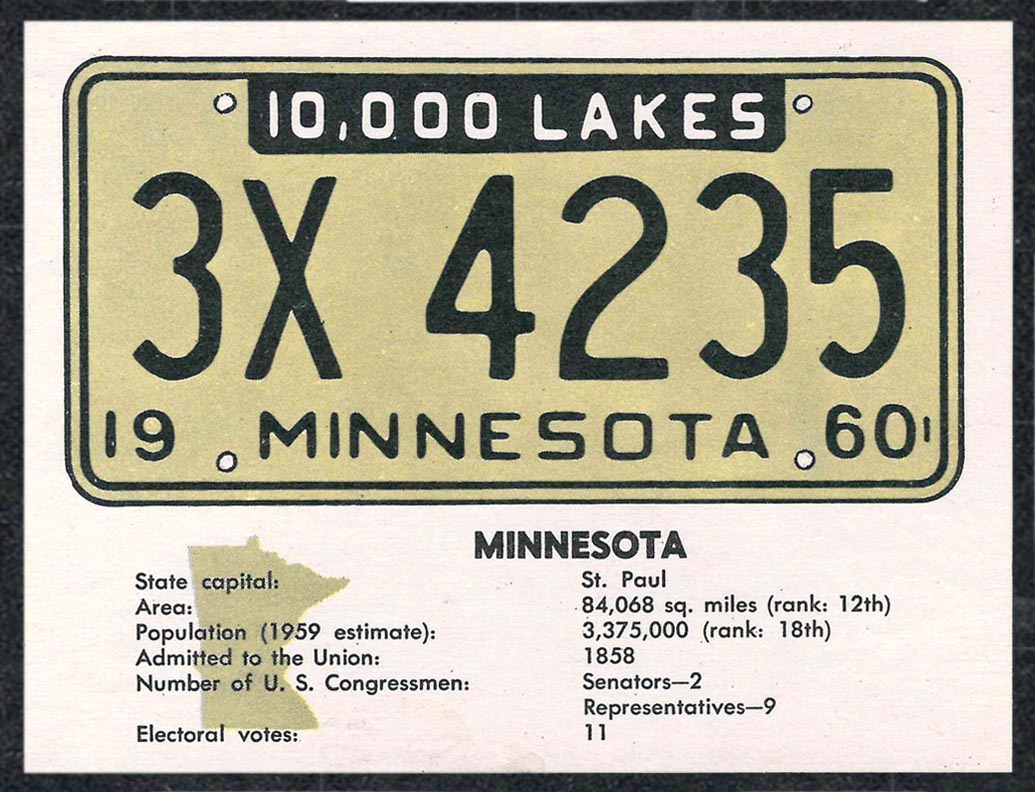 10,000 LAKES
3X 4235
19 MINNESOTA 60
MINNESOTA
State capital: St. Paul
Area: 84,068 sq. miles (rank: 12th)
Population (1959 estimate): 3,375,000 (rank: 18th)
Admitted to the Union: 1858
Number of U. S. Congressmen: Senators—2
Representatives—9
Electoral votes: 11